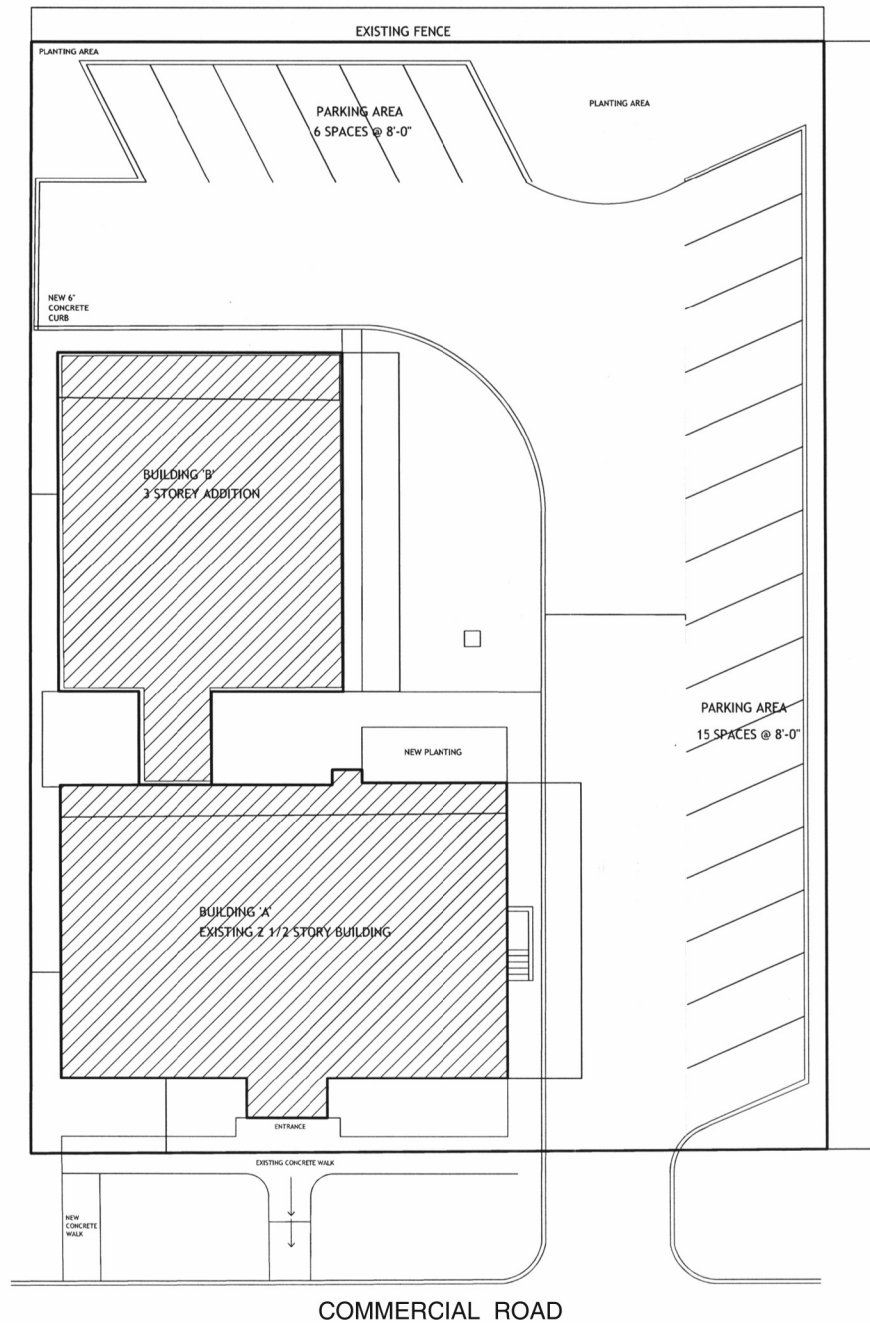 EXISTING FENCE
PLANTING AREA
PARKING AREA
6 SPACES @ 8'-0"
PLANTING AREA
NEW 6"
CONCRETE
CURB
BUILDING 'B'
3 STOREY ADDITION
PARKING AREA
15 SPACES @ 8'-0"
NEW PLANTING
BUILDING 'A'
EXISTING 2 1/2 STORY BUILDING
ENTRANCE
EXISTING CONCRETE WALK
NEW
CONCRETE
WALK
COMMERCIAL ROAD